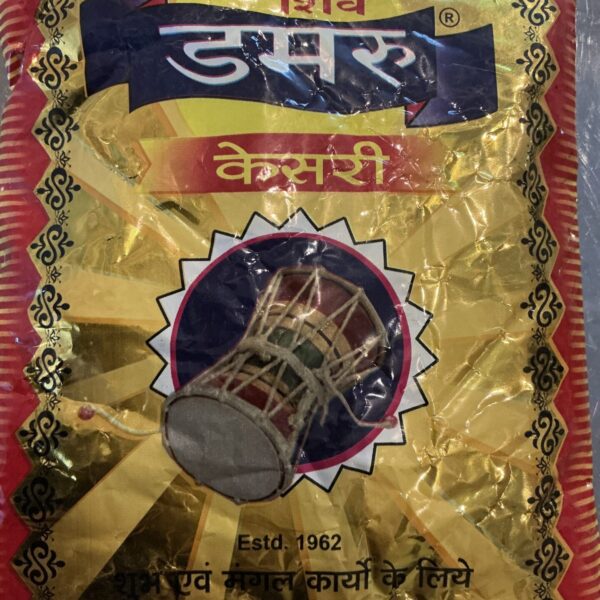 शिव
डमरु ®
केसरी
Estd. 1962
शुभ एवं मंगल कार्यो के लिये